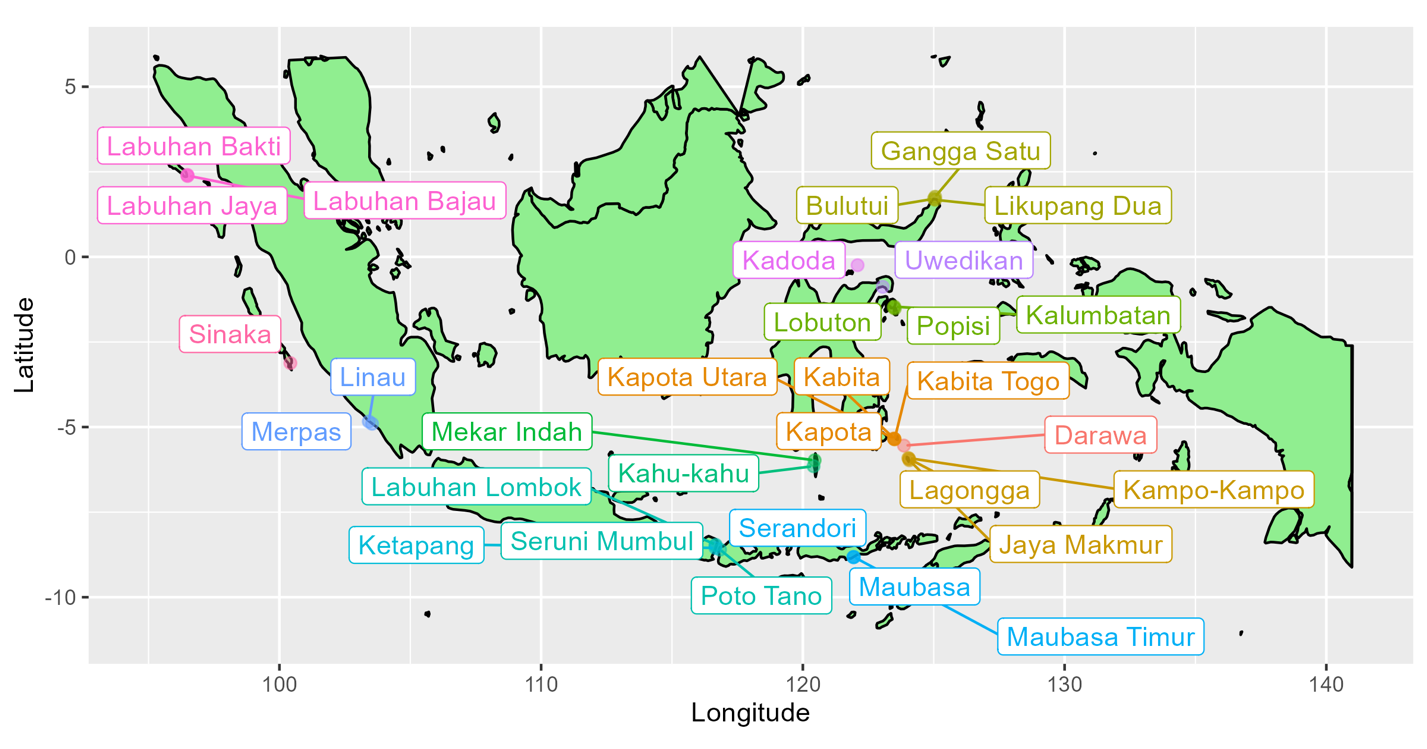 Labuhan Bakti
Gangga Satu
Labuhan Jaya
Labuhan Bajau
Bulutui
Likupang Dua
Kadoda
Uwedikan
Sinaka
Lobuton
Popisi
Kalumbatan
Linau
Kapota Utara
Kabita
Kabita Togo
Merpas
Mekar Indah
Kapota
Darawa
Labuhan Lombok
Kahu-kahu
Lagongga
Kampo-Kampo
Ketapang
Seruni Mumbul
Serandori
Jaya Makmur
Poto Tano
Maubasa
Maubasa Timur
5
0
-5
-10
Latitude
100
110
120
130
140
Longitude